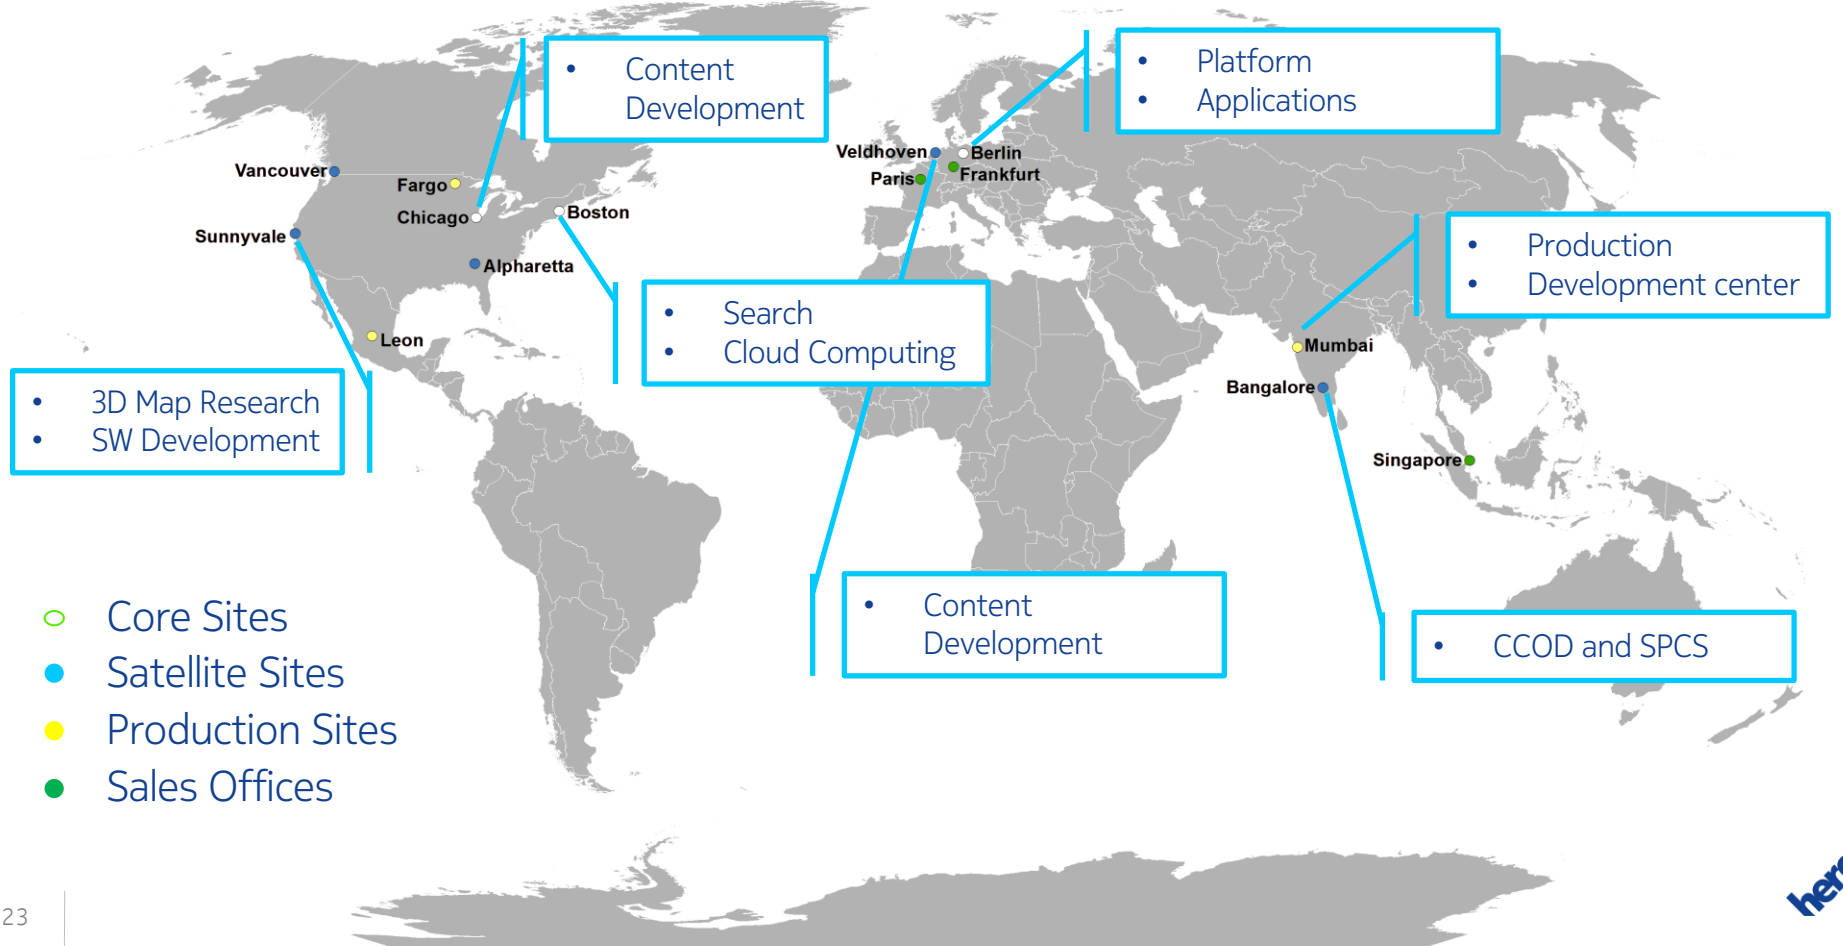 • Content
Development
• Platform
• Applications
Veldhoven
Berlin
Paris
Frankfurt
Vancouver
Fargo
Chicago
Boston
Sunnyvale
Alpharetta
Leon
• Production
• Development center
• Search
• Cloud Computing
Mumbai
Bangalore
• 3D Map Research
• SW Development
Singapore
• Content
Development
• CCOD and SPCS
Core Sites
• Satellite Sites
• Production Sites
• Sales Offices
23